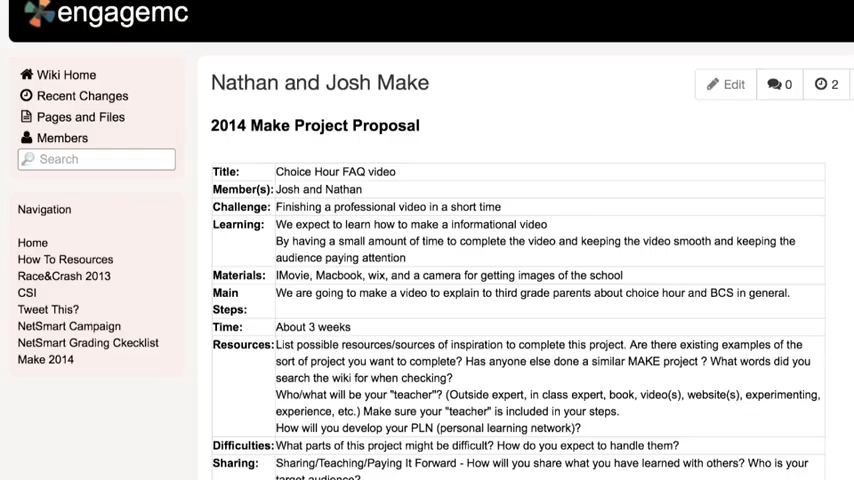 engagemc
Wiki Home
Recent Changes
Pages and Files
Members
Search
Navigation
Home
How To Resources
Race&Crash 2013
CSI
Tweet This?
NetSmart Campaign
NetSmart Grading Ckecklist
Make 2014
Nathan and Josh Make
Edit
0
2
2014 Make Project Proposal
Title: Choice Hour FAQ video
Member(s): Josh and Nathan
Challenge: Finishing a professional video in a short time
Learning: We expect to learn how to make a informational video
By having a small amount of time to complete the video and keeping the video smooth and keeping the
audience paying attention
Materials: IMovie, Macbook, wix, and a camera for getting images of the school
Main We are going to make a video to explain to third grade parents about choice hour and BCS in general.
Steps:
Time: About 3 weeks
Resources: List possible resources/sources of inspiration to complete this project. Are there existing examples of the
sort of project you want to complete? Has anyone else done a similar MAKE project ? What words did you
search the wiki for when checking?
Who/what will be your "teacher"? (Outside expert, in class expert, book, video(s), website(s), experimenting,
experience, etc.) Make sure your "teacher" is included in your steps.
How will you develop your PLN (personal learning network)?
Difficulties: What parts of this project might be difficult? How do you expect to handle them?
Sharing: Sharing/Teaching/Paying It Forward - How will you share what you have learned with others? Who is your
target audience?